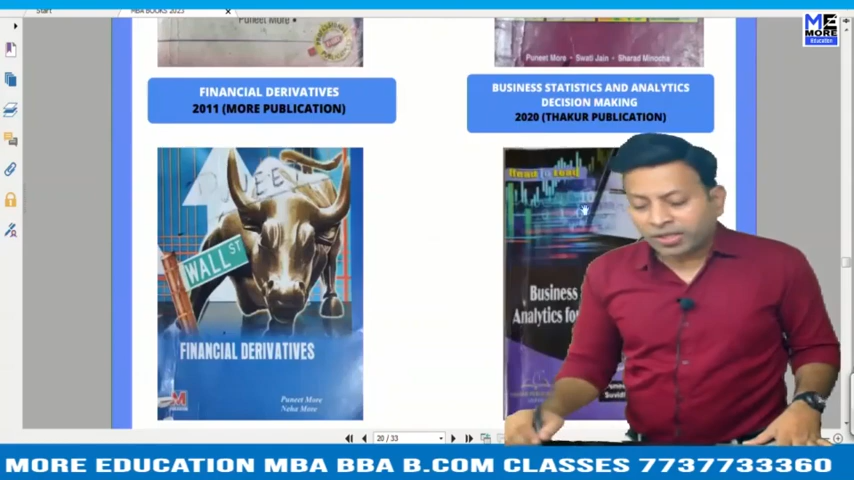 Start
MBA BOOKS 2023
ME
MORE
Education
Puneet More •
Puneet More • Swati Jain • Sharad Minocha
FINANCIAL DERIVATIVES
2011 (MORE PUBLICATION)
BUSINESS STATISTICS AND ANALYTICS
DECISION MAKING
2020 (THAKUR PUBLICATION)
WALL ST
FINANCIAL DERIVATIVES
Puneet More
Neha More
Business
Analytics fo
20 / 33
MORE EDUCATION MBA BBA B.COM CLASSES 7737733360